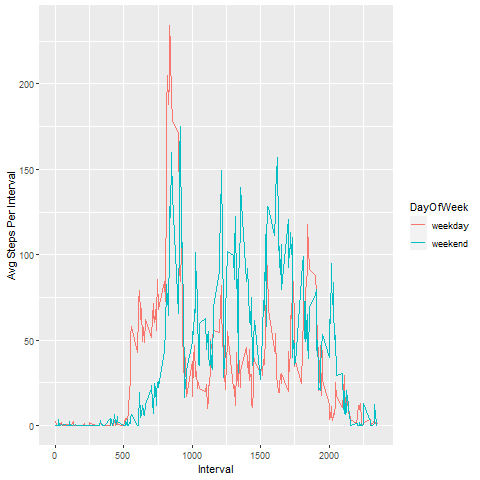 200
150
100
50
0
Avg Steps Per Interval
0 500 1000 1500 2000
Interval
DayOfWeek
weekday
weekend